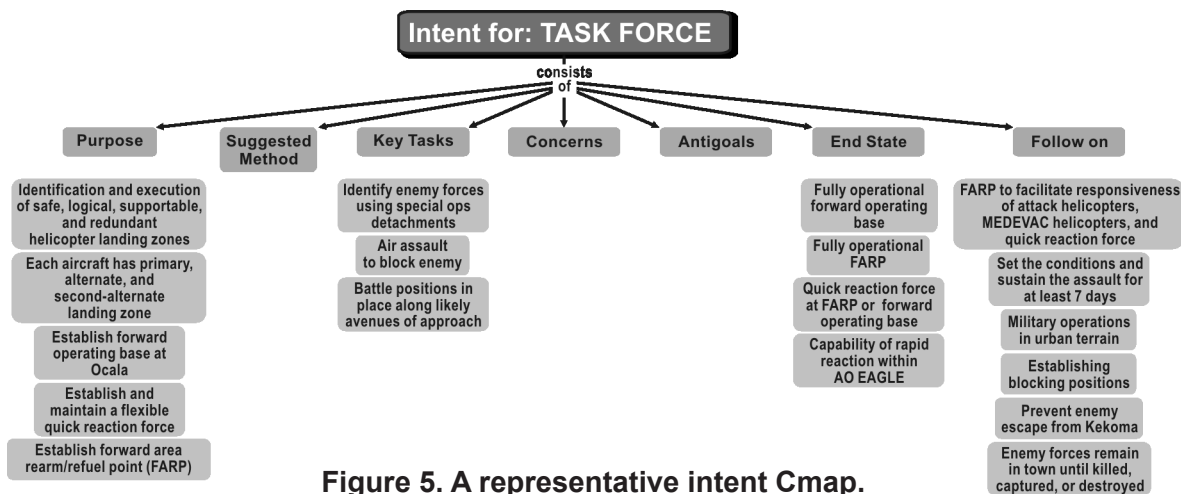 Intent for: TASK FORCE
consists
of
Purpose
Suggested
Method
Key Tasks
Concerns
Antigoals
End State
Follow on
Identification and execution
of safe, logical, supportable,
and redundant
helicopter landing zones
Each aircraft has primary,
alternate, and
second-alternate
landing zone
Establish forward
operating base at
Ocala
Establish and
maintain a flexible
quick reaction force
Establish forward area
rearm/refuel point (FARP)
Identify enemy forces
using special ops
detachments
Air assault
to block enemy
Battle positions in
place along likely
avenues of approach
Fully operational
forward operating
base
Fully operational
FARP
Quick reaction force
at FARP or forward
operating base
Capability of rapid
reaction within
AO EAGLE
FARP to facilitate responsiveness
of attack helicopters,
MEDEVAC helicopters, and
quick reaction force
Set the conditions and
sustain the assault for
at least 7 days
Military operations
in urban terrain
Establishing
blocking positions
Prevent enemy
escape from Kekoma
Enemy forces remain
in town until killed,
captured, or destroyed
Figure 5. A representative intent Cmap.